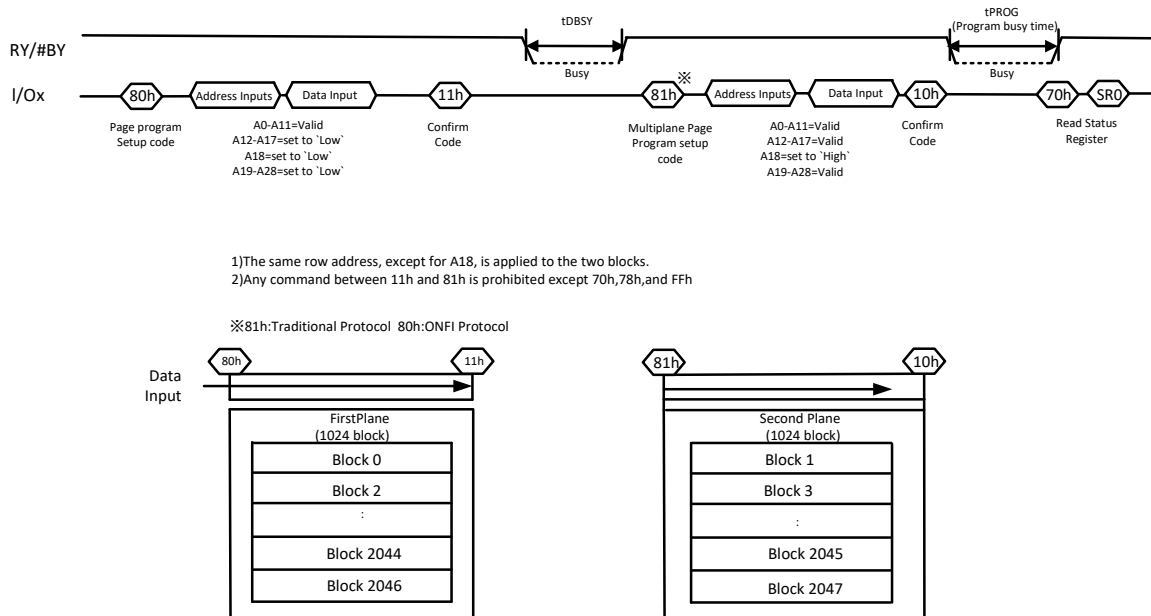 tDBSY
tPROG
(Program busy time)
RY/#BY
Busy
Busy
I/Ox
80h
Address Inputs
Data Input
11h
81h
※
Address Inputs
Data Input
10h
70h
SR0
Page program
Setup code
A0-A11=Valid
A12-A17=set to `Low`
A18=set to `Low`
A19-A28=set to `Low`
Confirm
Code
Multiplane Page
Program setup
code
A0-A11=Valid
A12-A17=Valid
A18=set to `High`
A19-A28=Valid
Confirm
Code
Read Status
Register
1)The same row address, except for A18, is applied to the two blocks.
2)Any command between 11h and 81h is prohibited except 70h,78h,and FFh
※81h:Traditional Protocol 80h:ONFI Protocol
80h
11h
81h
10h
Data
Input
FirstPlane
(1024 block)
Block 0
Block 2
:
Block 2044
Block 2046
Second Plane
(1024 block)
Block 1
Block 3
:
Block 2045
Block 2047